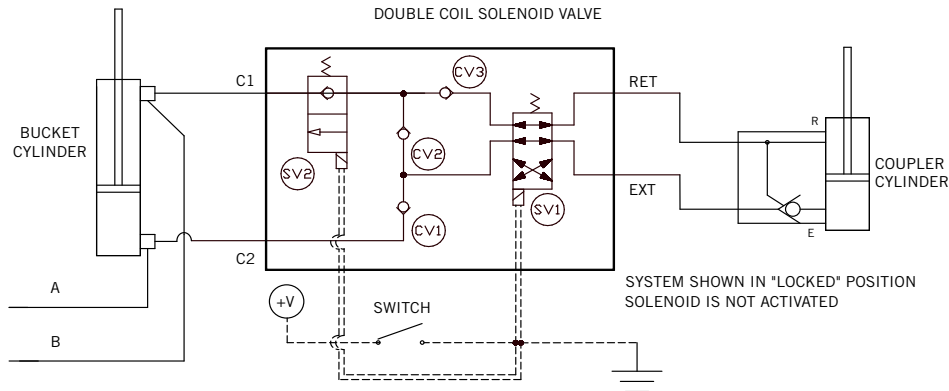 DOUBLE COIL SOLENOID VALVE
C1
CV3
RET
BUCKET
CYLINDER
R
CV2
SV2
COUPLER
CYLINDER
EXT
SV1
CV1
E
C2
A
SYSTEM SHOWN IN "LOCKED" POSITION
SOLENOID IS NOT ACTIVATED
+V
SWITCH
B